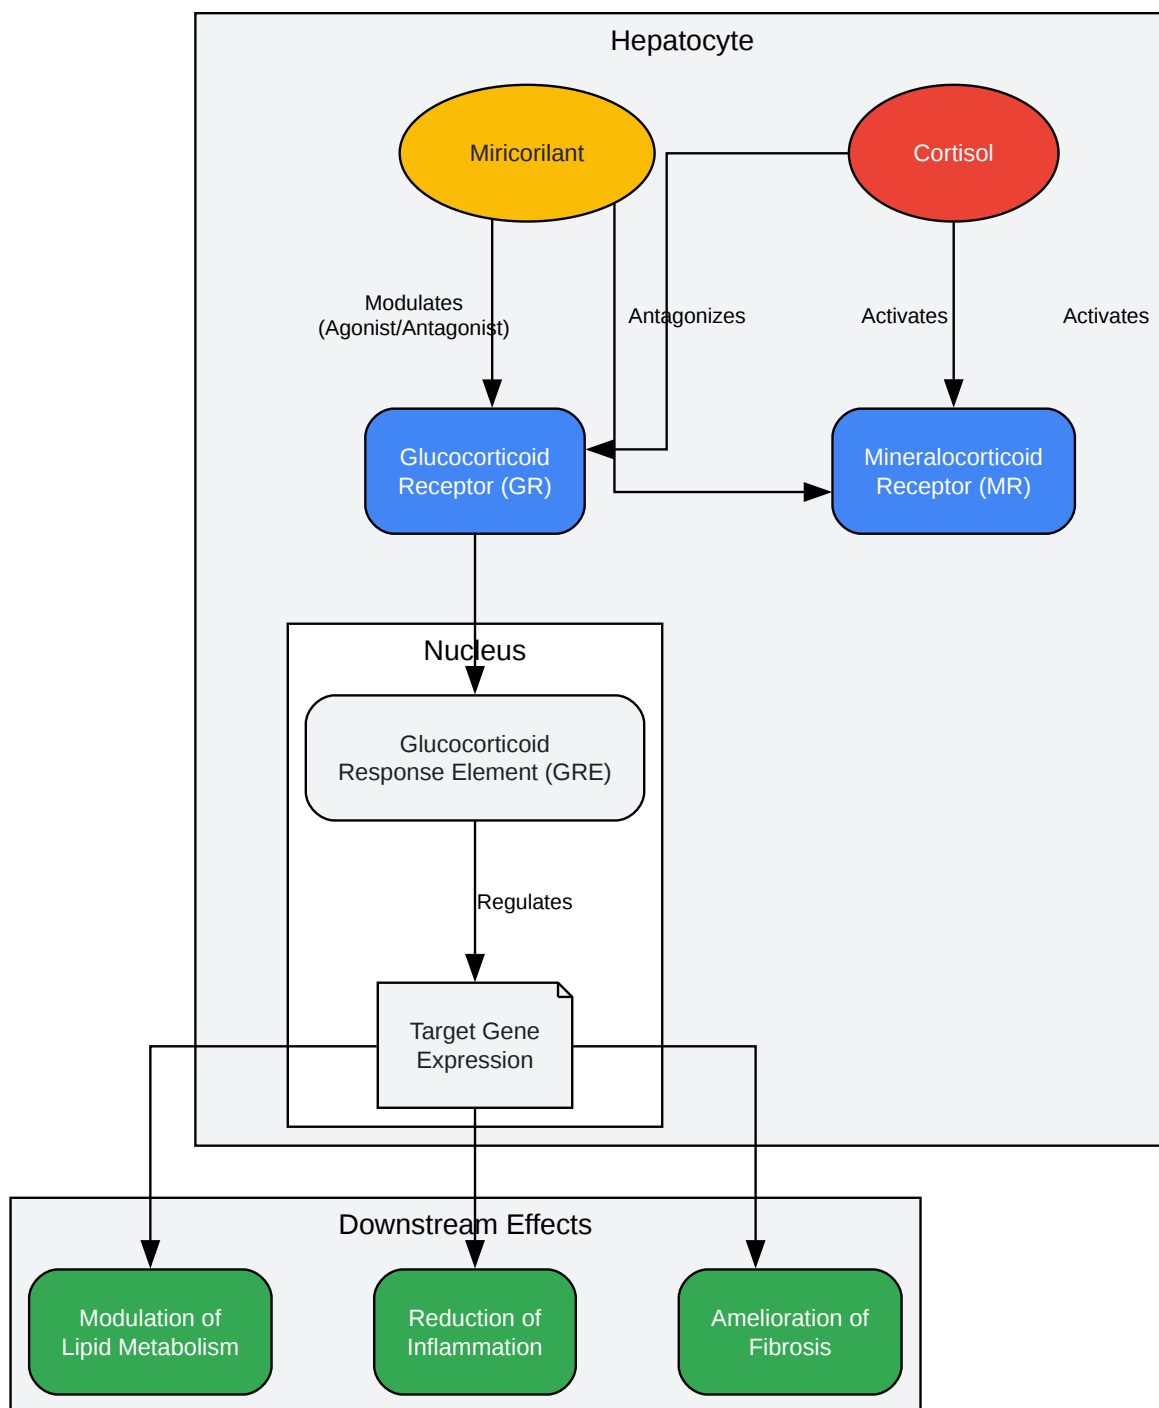 Hepatocyte
Miricorilant
Cortisol
Modulates
(Agonist/Antagonist)
Antagonizes
Activates
Activates
Glucocorticoid
Receptor (GR)
Mineralocorticoid
Receptor (MR)
Nucleus
Glucocorticoid
Response Element (GRE)
Regulates
Target Gene
Expression
Downstream Effects
Modulation of
Lipid Metabolism
Reduction of
Inflammation
Amelioration of
Fibrosis